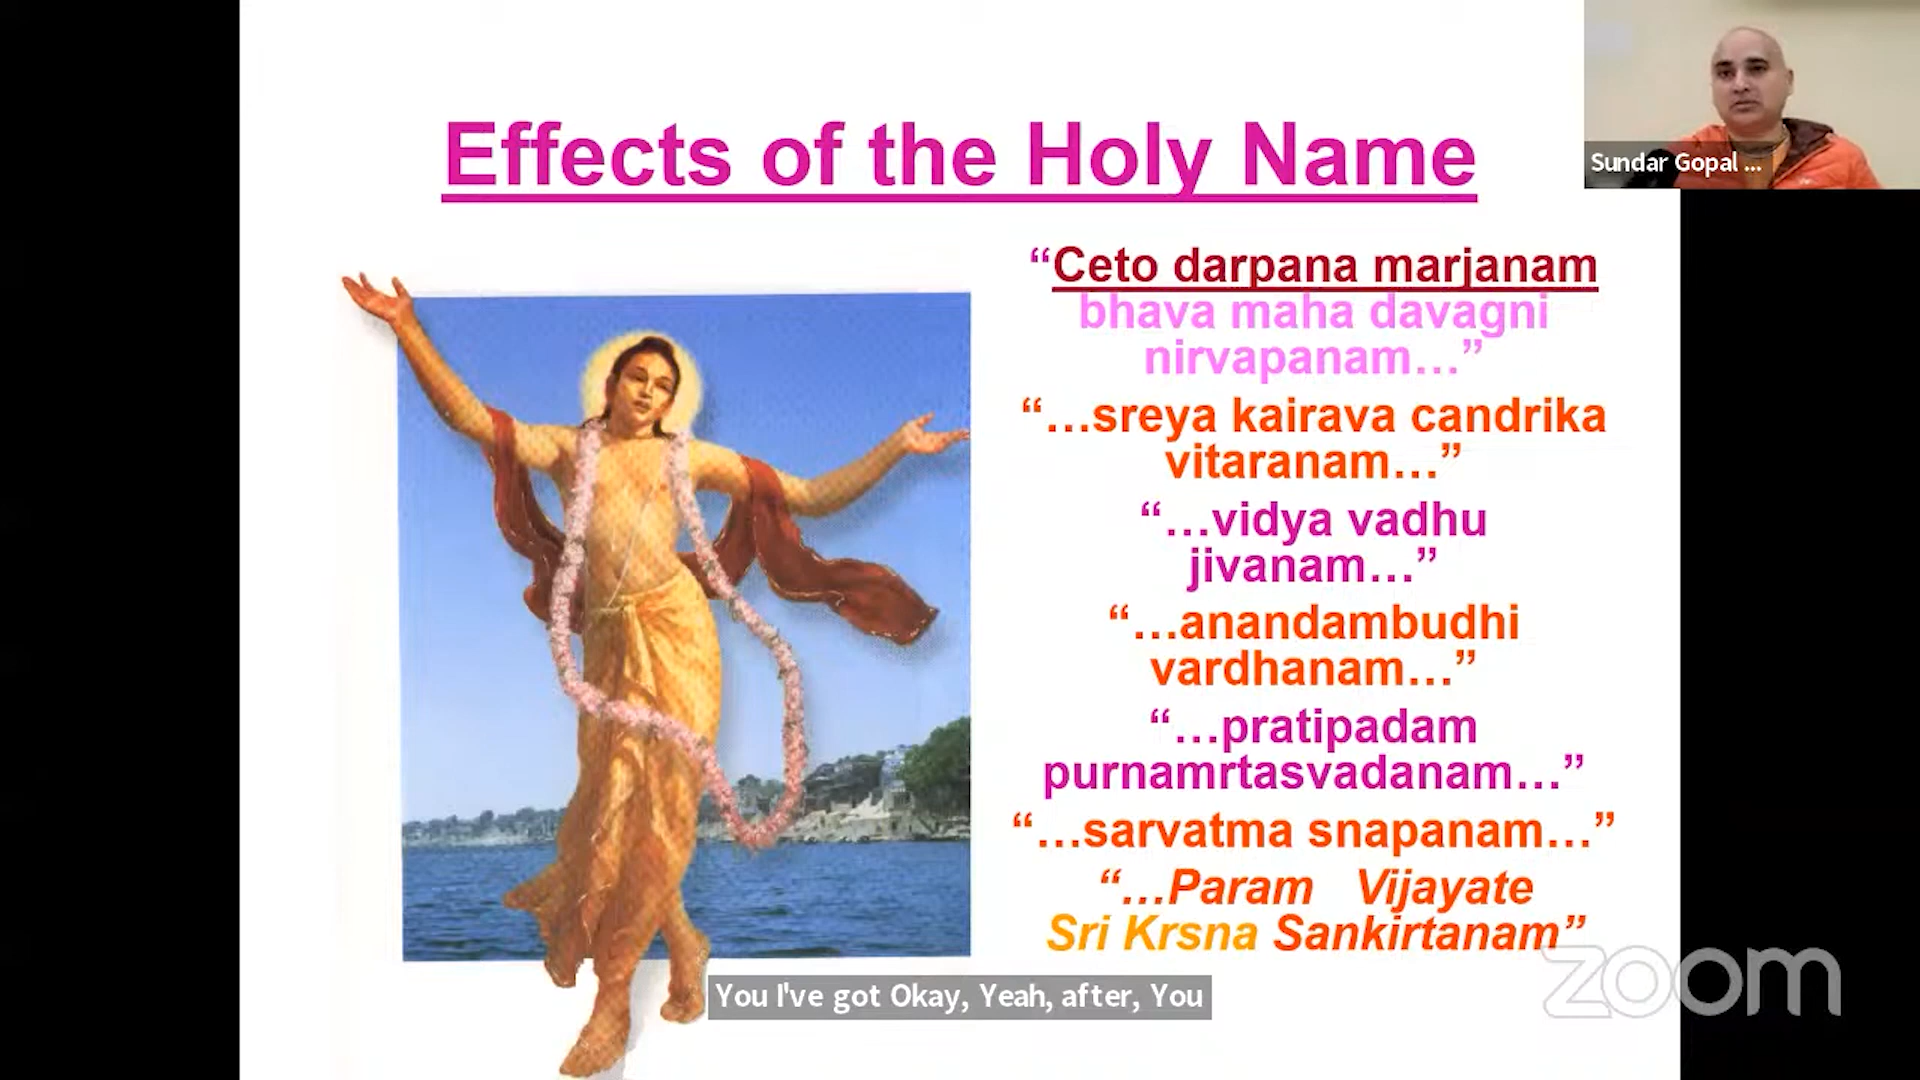 Effects of the Holy Name
Sundar Gopal ...
“Ceto darpana marjanam
bhava maha davagni
nirvapanam…”
“…sreya kairava candrika
vitaranam…”
“…vidya vadhu
jivanam…”
“…anandambudhi
vardhanam…”
“…pratipadam
purnamrtasvadanam…”
“…sarvatma snapanam…”
“…Param Vijayate
Sri Krsna Sankirtanam”
You I've got Okay, Yeah, after, You
zoom